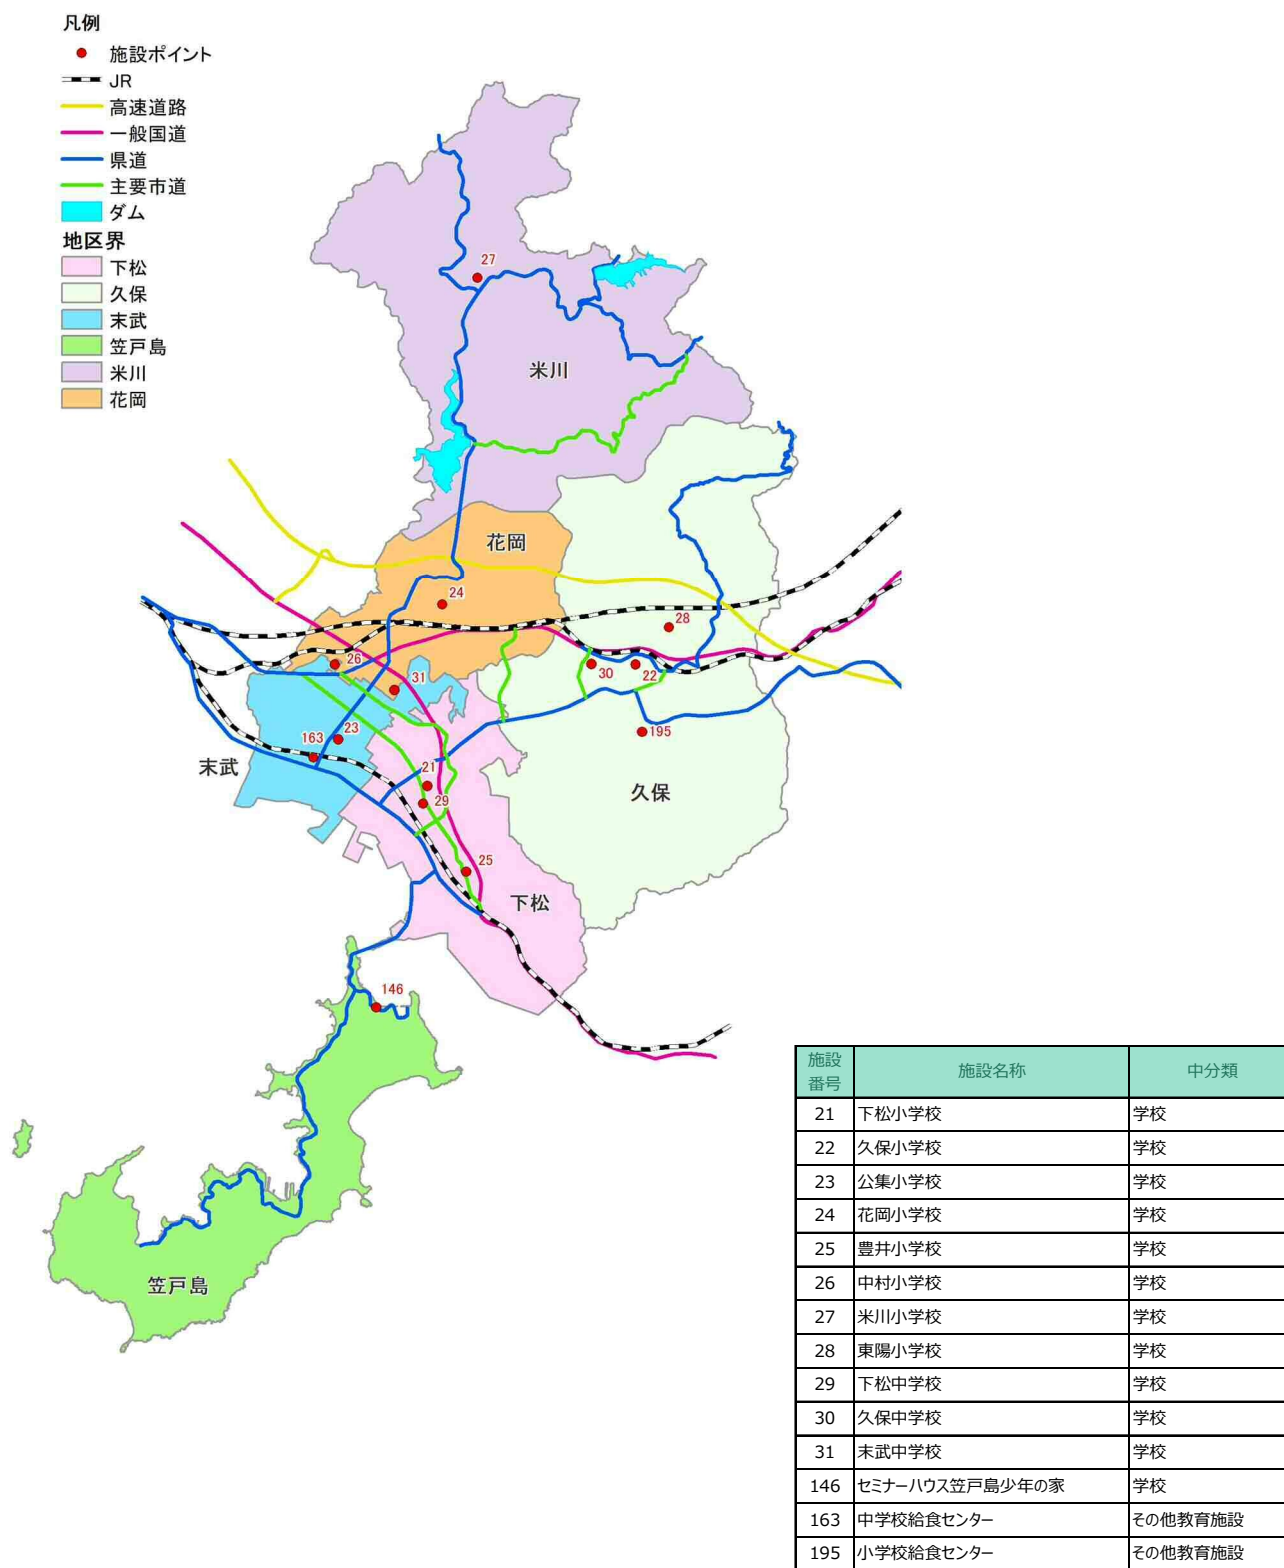 凡例
施設ポイント
JR
高速道路
一般国道
県道
主要市道
ダム
地区界
下松
久保
末武
笠戸島
米川
花岡
27
米川
花岡
24
28
26
30
22
31
195
23
163
末武
21
久保
29
25
下松
146
笠戸島
施設番号 施設名称 中分類
21 下松小学校 学校
22 久保小学校 学校
23 公集小学校 学校
24 花岡小学校 学校
25 豊井小学校 学校
26 中村小学校 学校
27 米川小学校 学校
28 東陽小学校 学校
29 下松中学校 学校
30 久保中学校 学校
31 末武中学校 学校
146 セミナーハウス笠戸島少年の家 学校
163 中学校給食センター その他教育施設
195 小学校給食センター その他教育施設